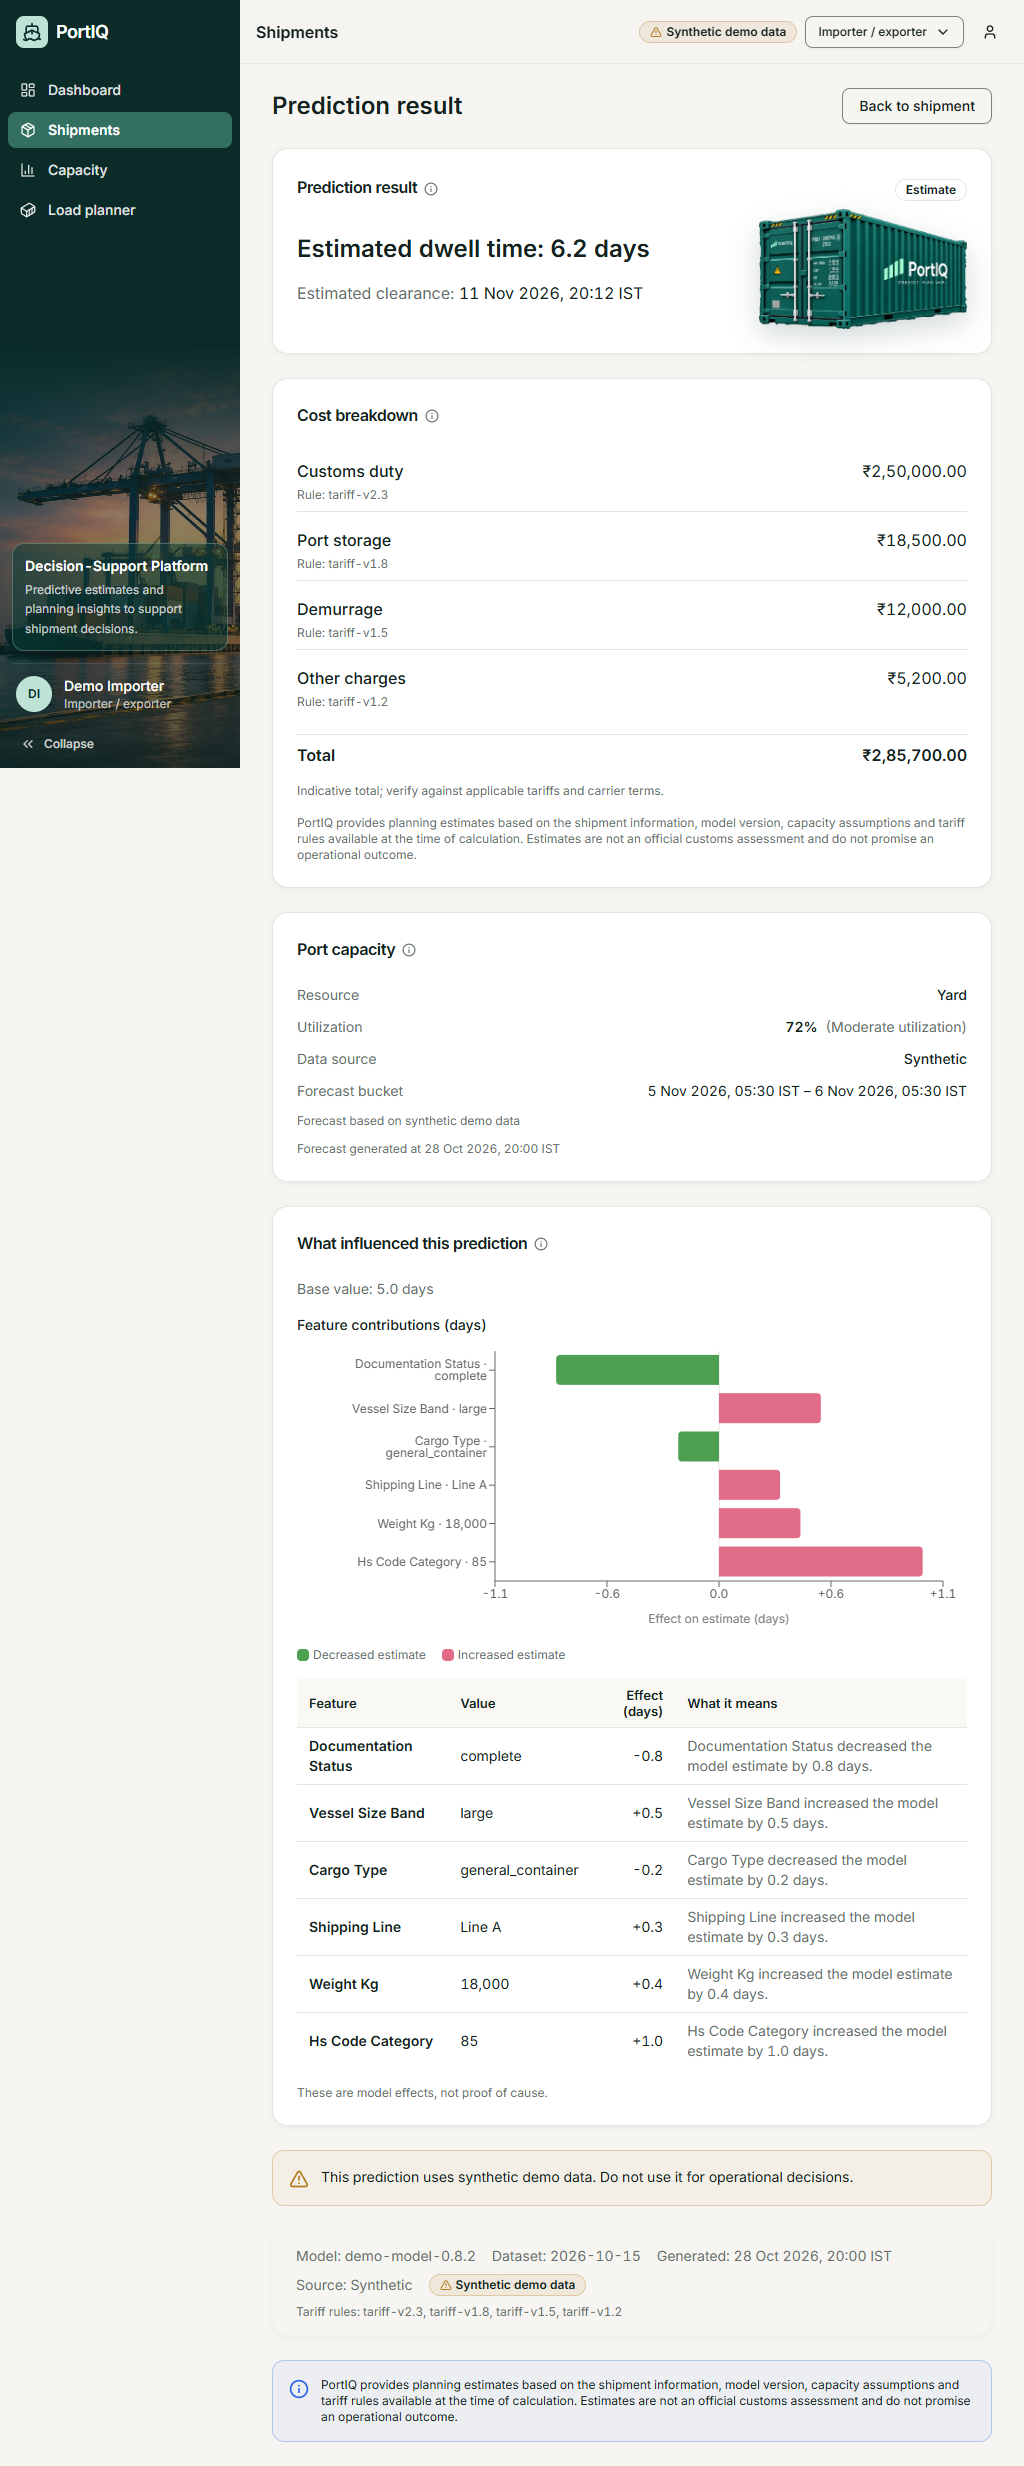 PortIQ
Dashboard
Shipments
Capacity
Load planner
Decision-Support Platform
Predictive estimates and
planning insights to support
shipment decisions.
DI
Demo Importer
Importer / exporter
Collapse
Shipments
Synthetic demo data
Importer / exporter
Prediction result
Back to shipment
Prediction result
Estimate
Estimated dwell time: 6.2 days
Estimated clearance: 11 Nov 2026, 20:12 IST
PortIQ
Cost breakdown
Customs duty
₹2,50,000.00
Rule: tariff-v2.3
Port storage
₹18,500.00
Rule: tariff-v1.8
Demurrage
₹12,000.00
Rule: tariff-v1.5
Other charges
₹5,200.00
Rule: tariff-v1.2
Total
₹2,85,700.00
Indicative total; verify against applicable tariffs and carrier terms.
PortIQ provides planning estimates based on the shipment information, model version, capacity assumptions and tariff
rules available at the time of calculation. Estimates are not an official customs assessment and do not promise an
operational outcome.
Port capacity
Resource
Yard
Utilization
72% (Moderate utilization)
Data source
Synthetic
Forecast bucket
5 Nov 2026, 05:30 IST – 6 Nov 2026, 05:30 IST
Forecast based on synthetic demo data
Forecast generated at 28 Oct 2026, 20:00 IST
What influenced this prediction
Base value: 5.0 days
Feature contributions (days)
Documentation Status ·
complete
Vessel Size Band · large
Cargo Type ·
general_container
Shipping Line · Line A
Weight Kg · 18,000
Hs Code Category · 85
-1.1
-0.6
0.0
+0.6
+1.1
Effect on estimate (days)
Decreased estimate
Increased estimate
Feature
Value
Effect
(days)
What it means
Documentation
Status
complete
-0.8
Documentation Status decreased the
model estimate by 0.8 days.
Vessel Size Band
large
+0.5
Vessel Size Band increased the model
estimate by 0.5 days.
Cargo Type
general_container
-0.2
Cargo Type decreased the model
estimate by 0.2 days.
Shipping Line
Line A
+0.3
Shipping Line increased the model
estimate by 0.3 days.
Weight Kg
18,000
+0.4
Weight Kg increased the model estimate
by 0.4 days.
Hs Code Category
85
+1.0
Hs Code Category increased the model
estimate by 1.0 days.
These are model effects, not proof of cause.
This prediction uses synthetic demo data. Do not use it for operational decisions.
Model: demo-model-0.8.2
Dataset: 2026-10-15
Generated: 28 Oct 2026, 20:00 IST
Source: Synthetic
Synthetic demo data
Tariff rules: tariff-v2.3, tariff-v1.8, tariff-v1.5, tariff-v1.2
PortIQ provides planning estimates based on the shipment information, model version, capacity assumptions and
tariff rules available at the time of calculation. Estimates are not an official customs assessment and do not promise
an operational outcome.